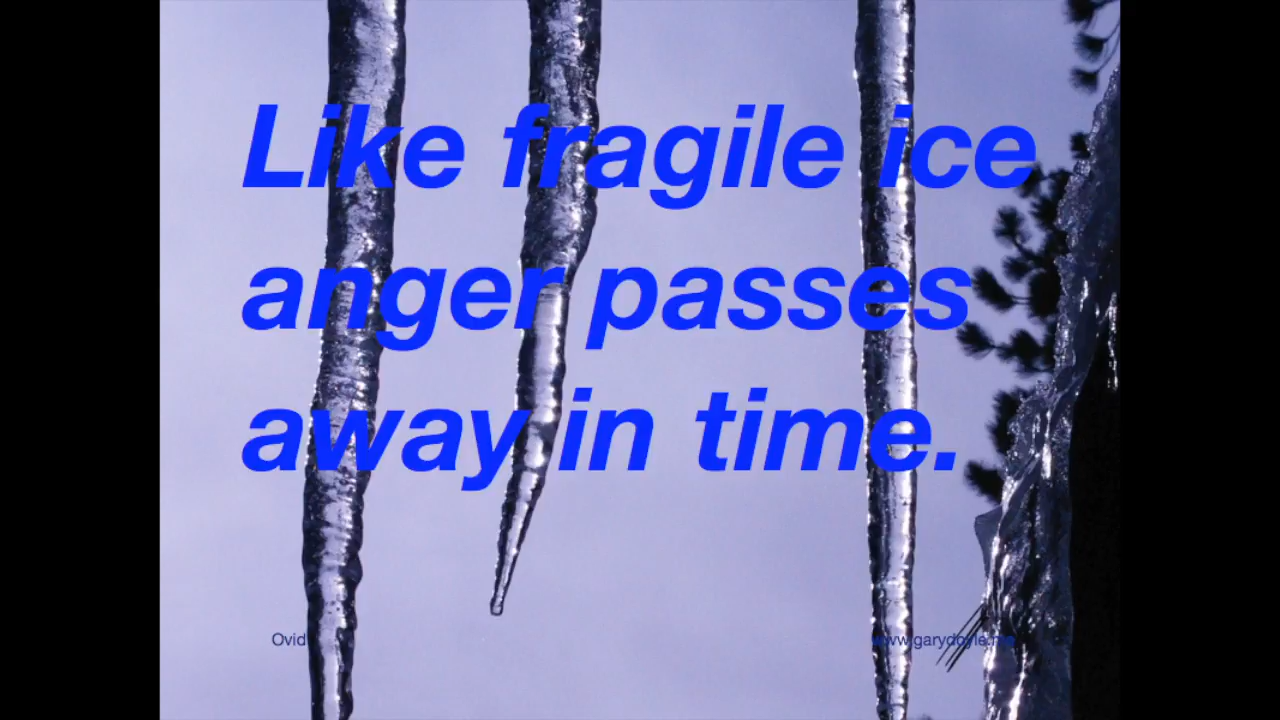 Like fragile ice
anger passes
away in time.
Ovid
www.garydoyle.me